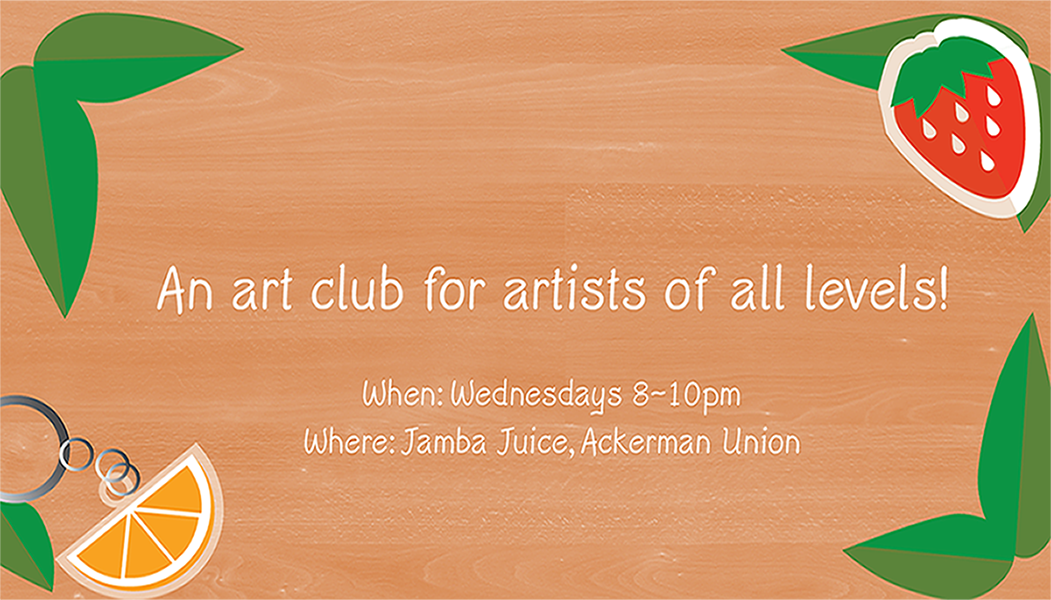 An art club for artists of all levels!
When: Wednesdays 8~10pm
Where: Jamba Juice, Ackerman Union